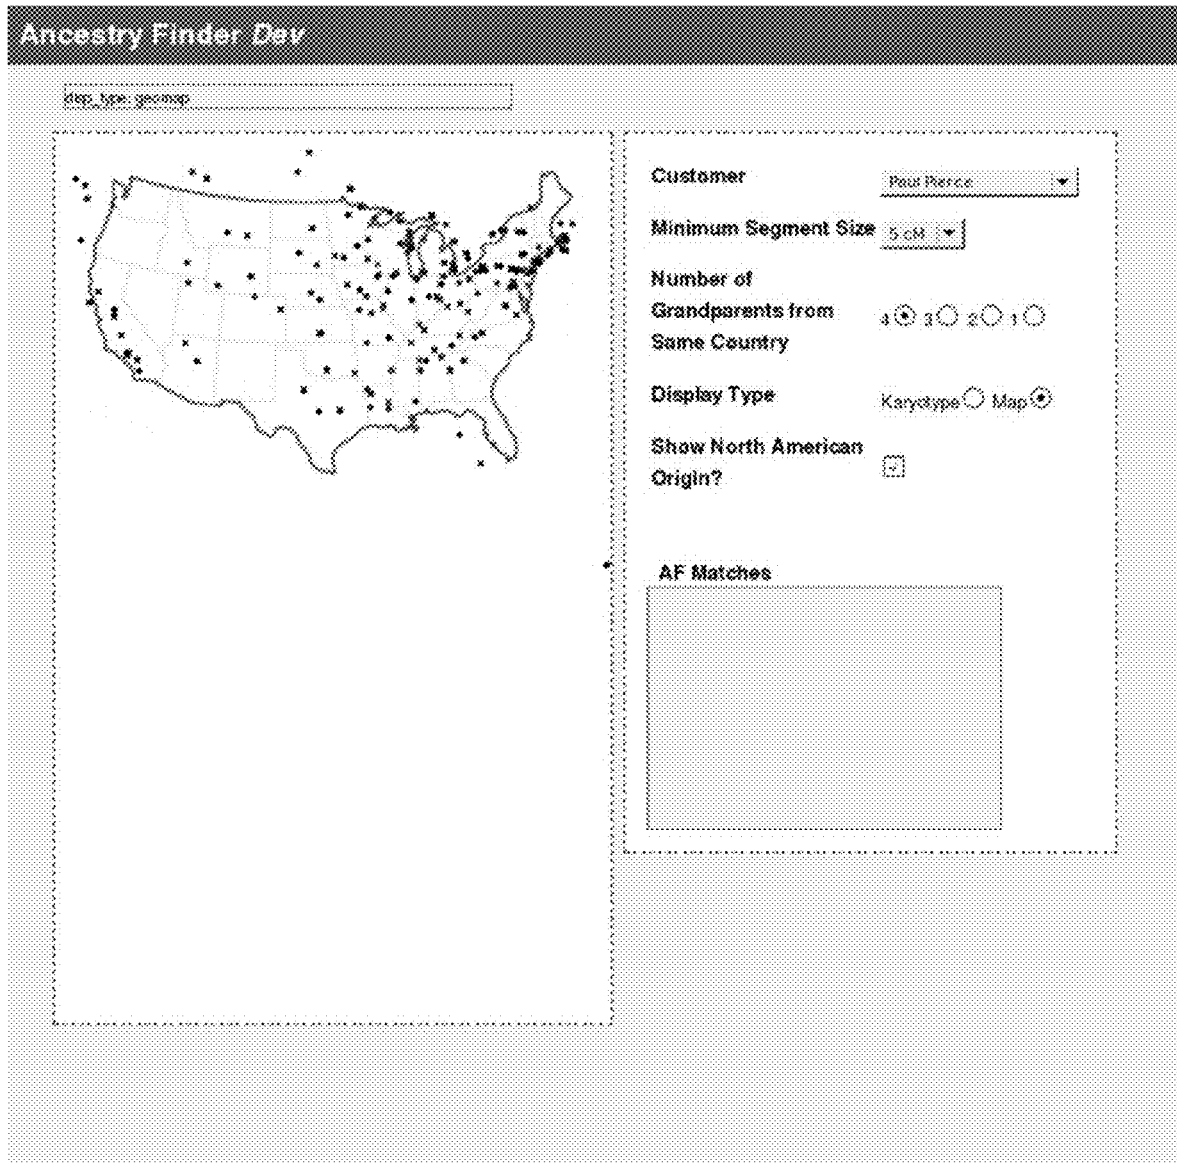 Ancestry Finder Dev
disp_type: geomap
Customer
Paul Pierce
Minimum Segment Size
5 cM
Number of
Grandparents from
Same Country
4 3 2 1
Display Type
Karyotype Map
Show North American
Origin?
AF Matches